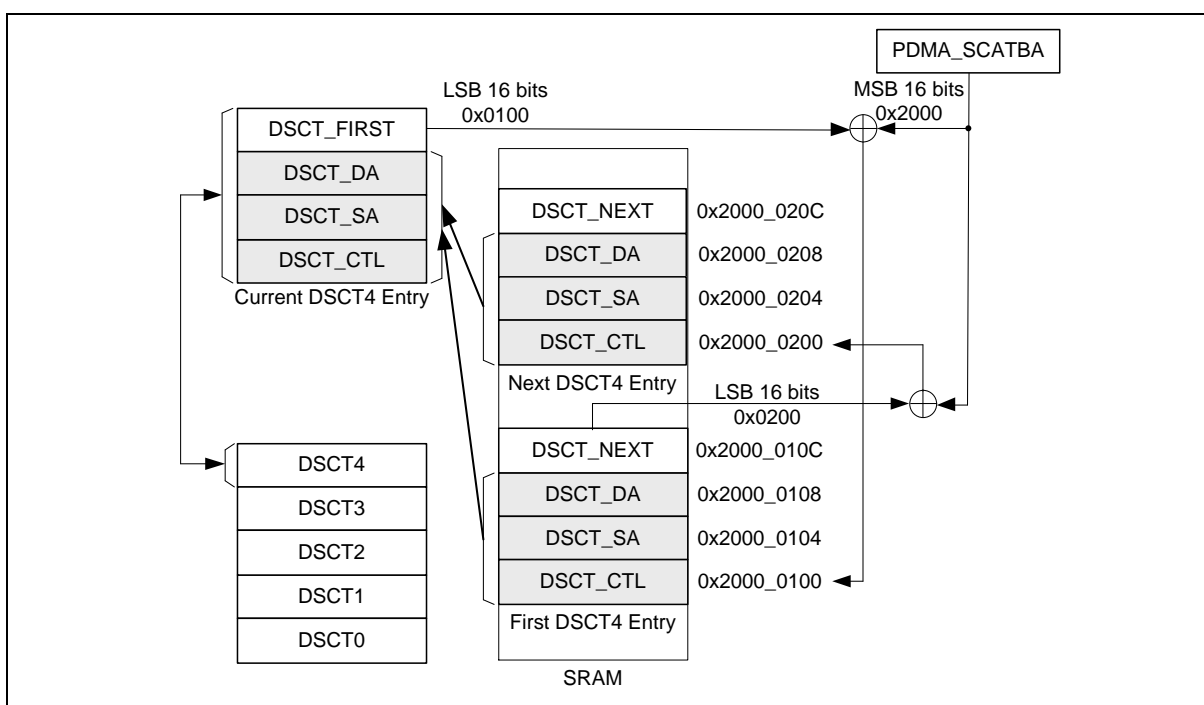 PDMA_SCATBA
LSB 16 bits
0x0100
MSB 16 bits
0x2000
DSCT_FIRST
DSCT_DA
DSCT_SA
DSCT_CTL
Current DSCT4 Entry
DSCT_NEXT 0x2000_020C
DSCT_DA 0x2000_0208
DSCT_SA 0x2000_0204
DSCT_CTL 0x2000_0200
Next DSCT4 Entry
LSB 16 bits
0x0200
DSCT_NEXT 0x2000_010C
DSCT_DA 0x2000_0108
DSCT_SA 0x2000_0104
DSCT_CTL 0x2000_0100
First DSCT4 Entry
SRAM
DSCT4
DSCT3
DSCT2
DSCT1
DSCT0